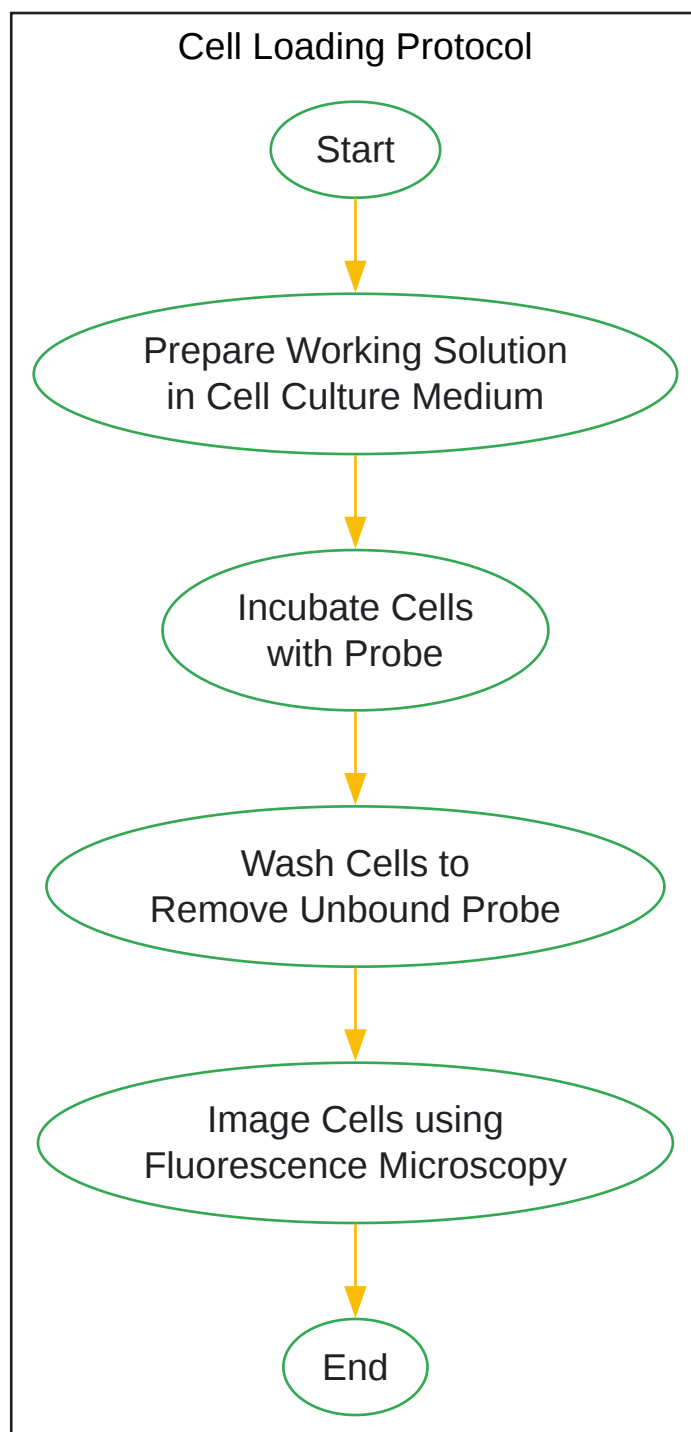 Cell Loading Protocol
Start
Prepare Working Solution
in Cell Culture Medium
Incubate Cells
with Probe
Wash Cells to
Remove Unbound Probe
Image Cells using
Fluorescence Microscopy
End